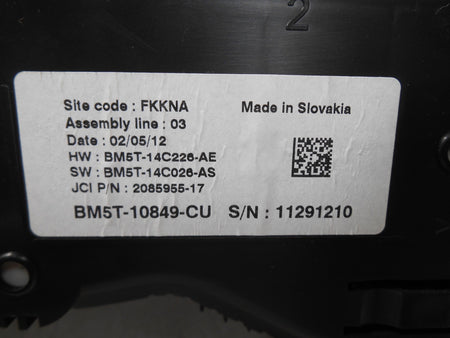 2
Site code : FKKNA Made in Slovakia
Assembly line : 03
Date : 02/05/12
HW : BM5T-14C226-AE
SW : BM5T-14C026-AS
JCI P/N : 2085955-17
BM5T-10849-CU S/N : 11291210